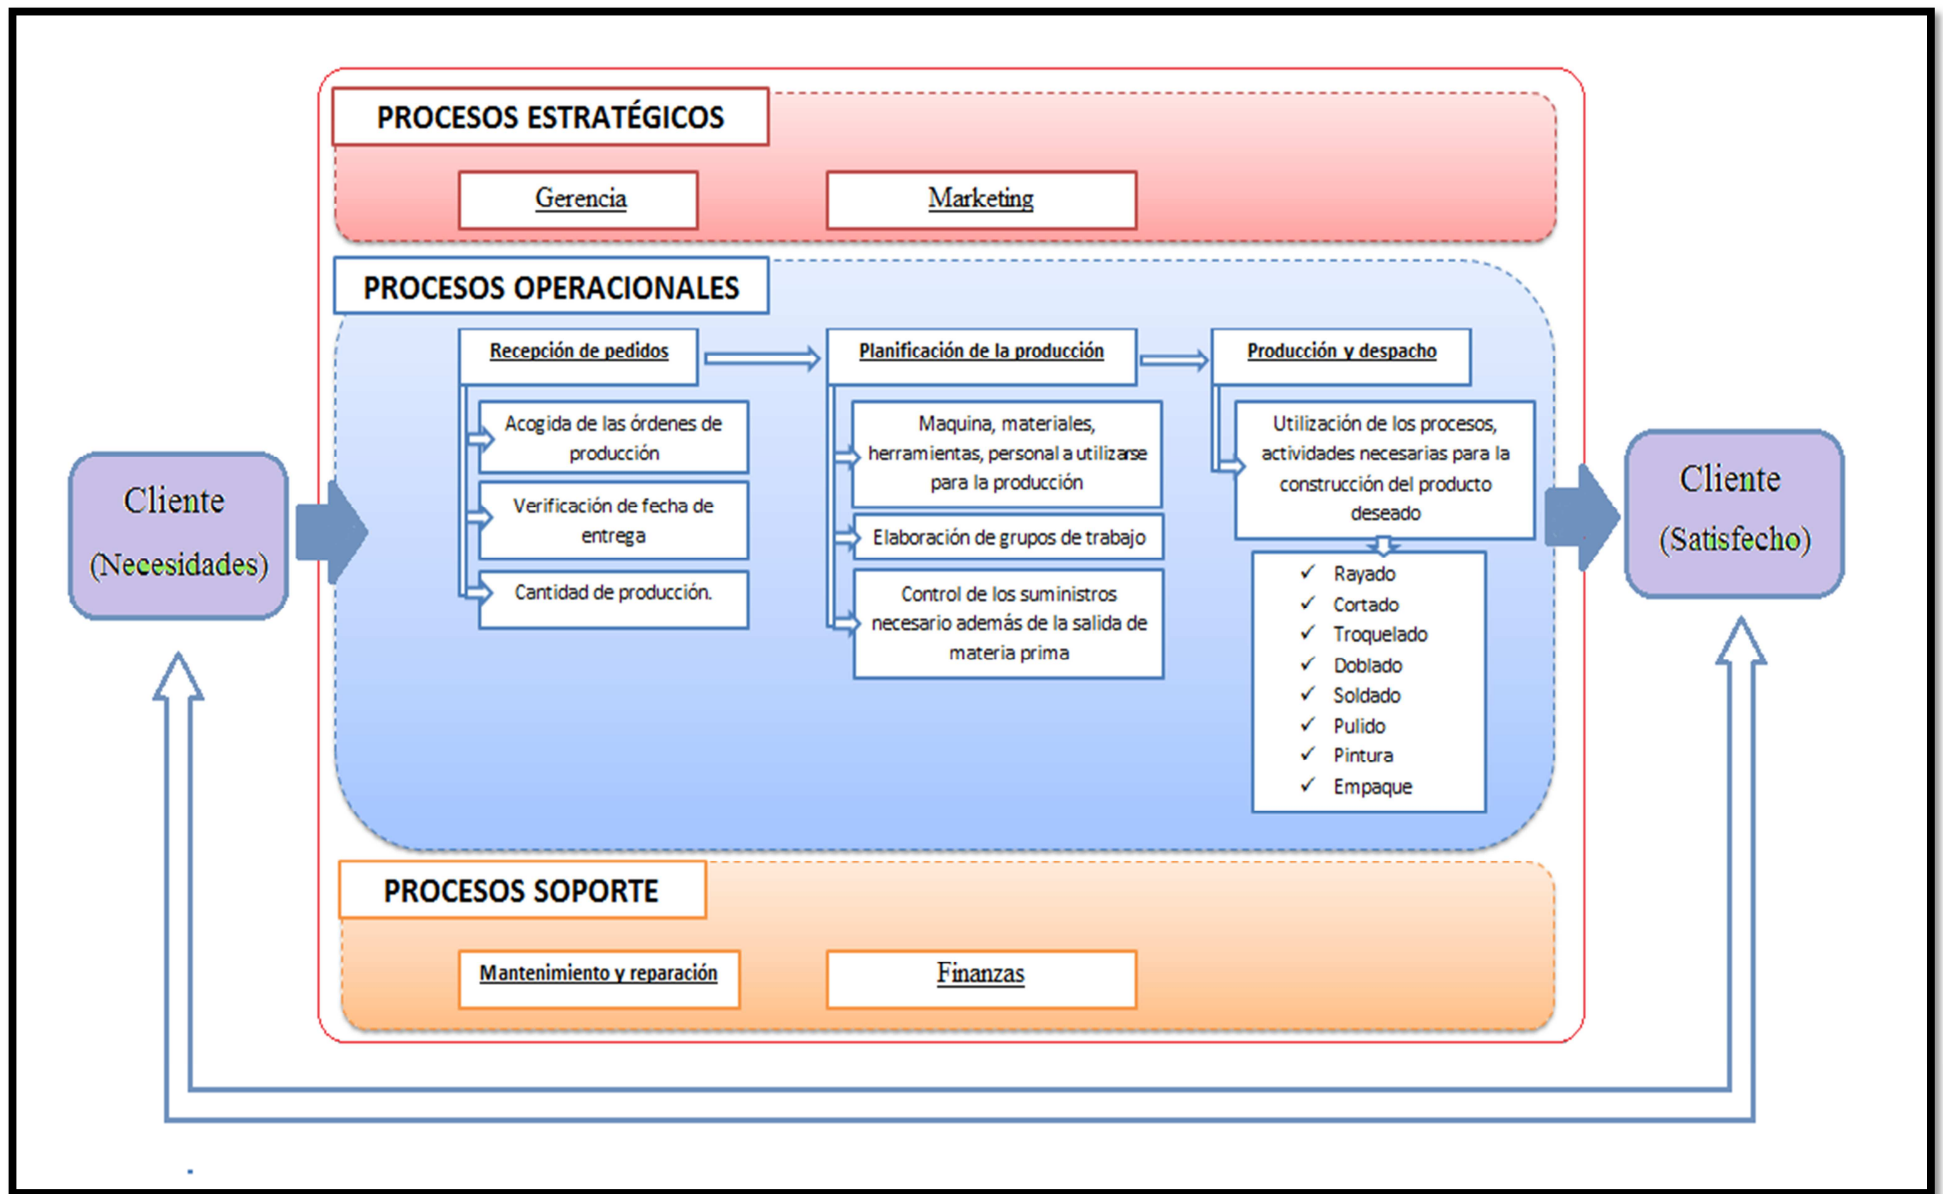 PROCESOS ESTRATÉGICOS
Gerencia
Marketing
PROCESOS OPERACIONALES
Recepción de pedidos
Acogida de las órdenes de
producción
Verificación de fecha de
entrega
Cantidad de producción.
Planificación de la producción
Maquina, materiales,
herramientas, personal a utilizarse
para la producción
Elaboración de grupos de trabajo
Control de los suministros
necesario además de la salida de
materia prima
Producción y despacho
Utilización de los procesos,
actividades necesarias para la
construcción del producto
deseado
✓ Rayado
✓ Cortado
✓ Troquelado
✓ Doblado
✓ Soldado
✓ Pulido
✓ Pintura
✓ Empaque
Cliente
(Necesidades)
Cliente
(Satisfecho)
PROCESOS SOPORTE
Mantenimiento y reparación
Finanzas